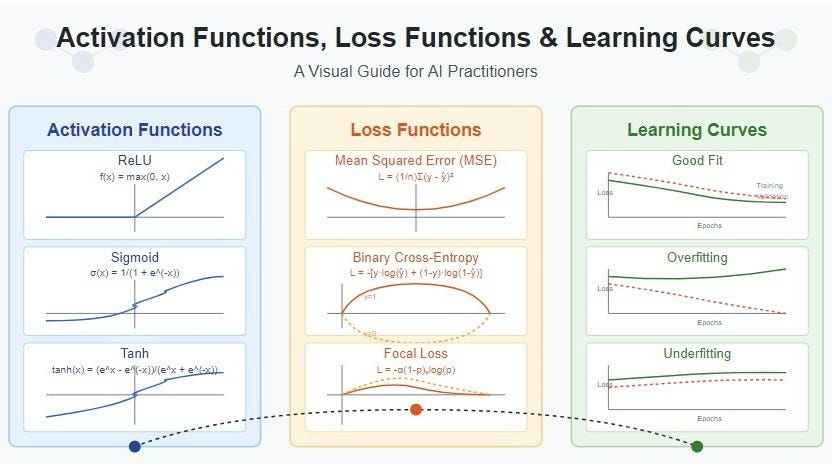 Activation Functions, Loss Functions & Learning Curves
A Visual Guide for AI Practitioners
Activation Functions
ReLU
f(x) = max(0, x)
Sigmoid
σ(x) = 1/(1 + e^(-x))
Tanh
tanh(x) = (e^x - e^(-x))/(e^x + e^(-x))
Loss Functions
Mean Squared Error (MSE)
L = (1/n)Σ(y - ŷ)²
Binary Cross-Entropy
L = -[y·log(ŷ) + (1-y)·log(1-ŷ)]
y=1
y=0
Focal Loss
L = -α(1-p)ᵧlog(p)
Learning Curves
Good Fit
Training
Loss
Validation
Epochs
Overfitting
Loss
Epochs
Underfitting
Loss
Epochs